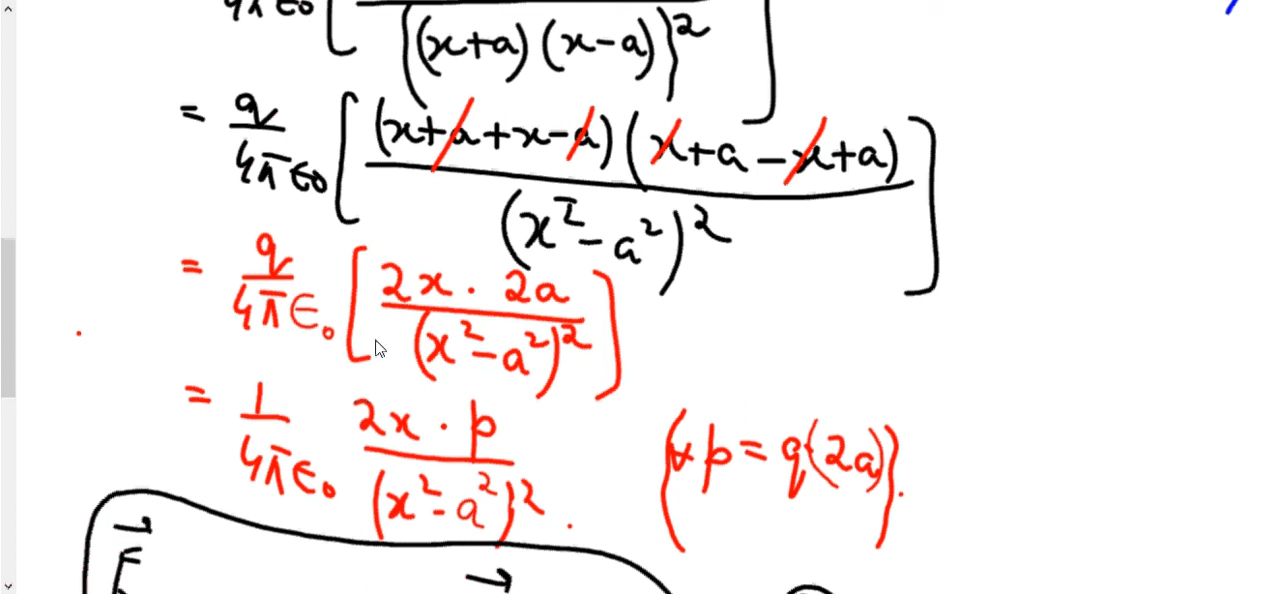 4πε0 [
{(x+a) (x-a)}² ]
= q/4πε0 [ (x+a+x-a) (x+a-x+a) / (x²-a²)² ]
= q/4πε0 [ 2x · 2a / (x²-a²)² ]
= 1/4πε0 2x · p / (x²-a²)² . (∵ p = q(2a)).
E→